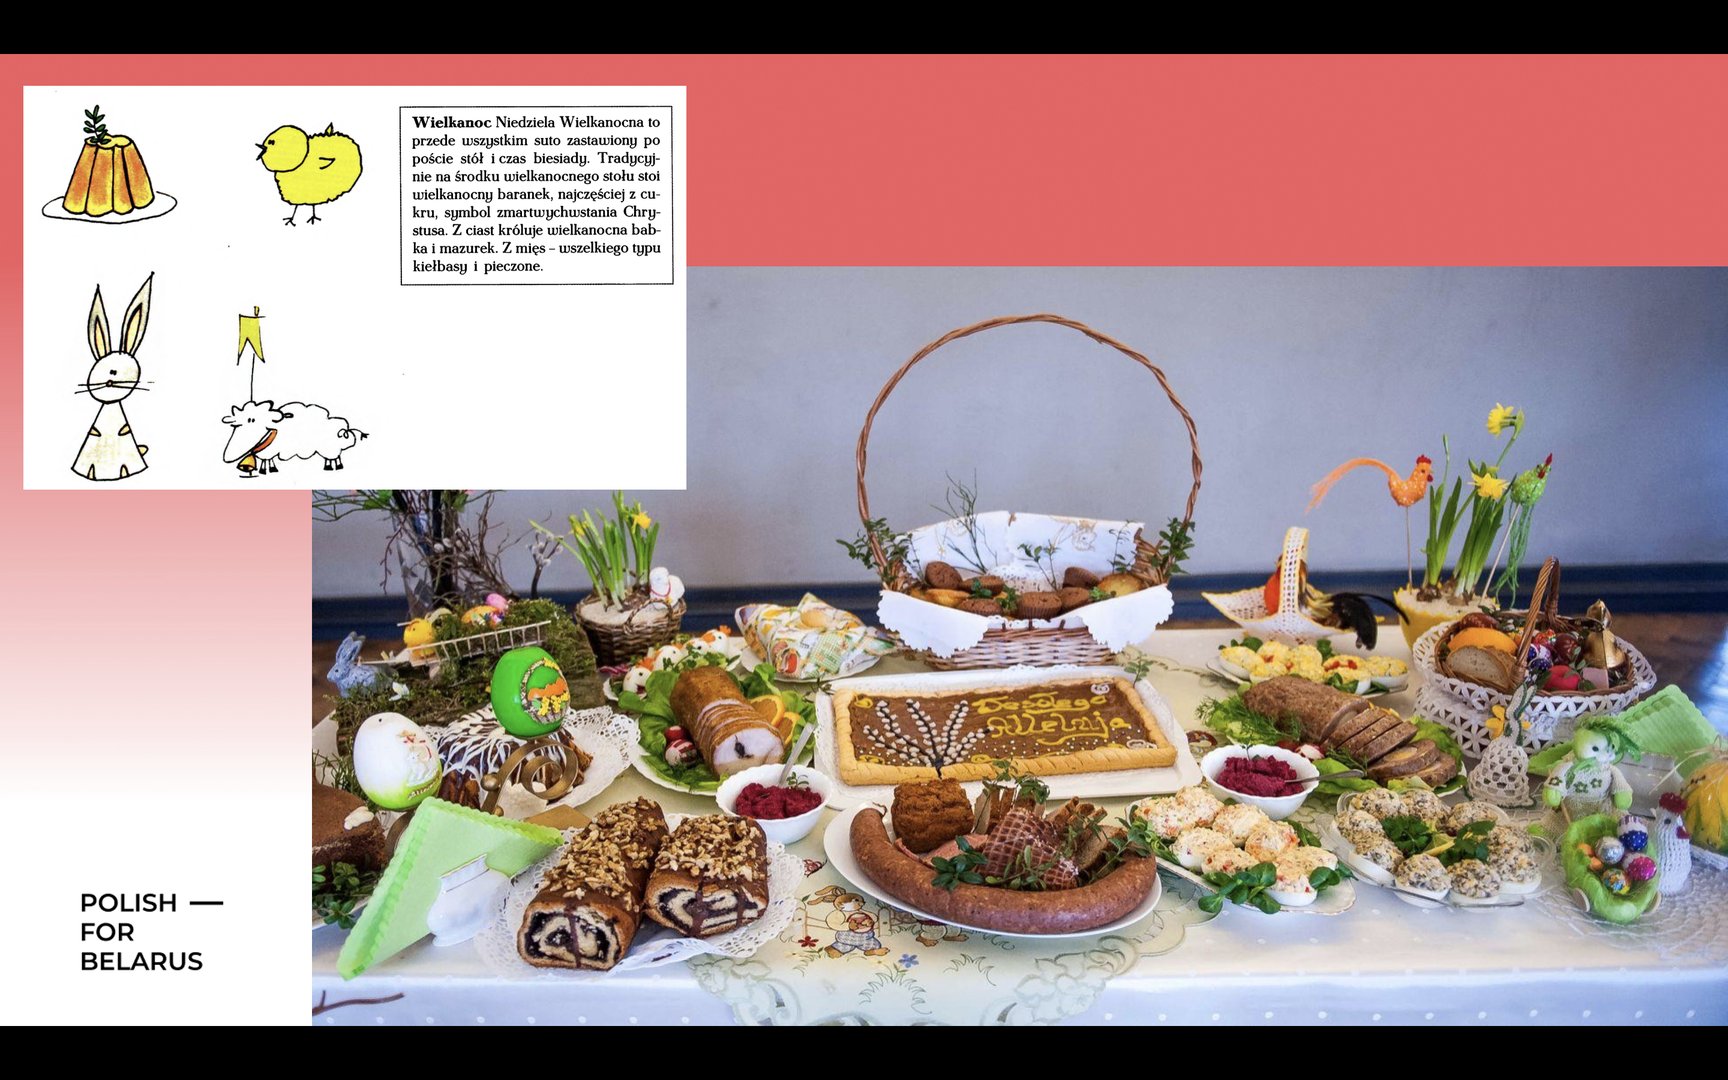 Wielkanoc Niedziela Wielkanocna to
przede wszystkim suto zastawiony po
poście stół i czas biesiady. Tradycyj-
nie na środku wielkanocnego stołu stoi
wielkanocny baranek, najczęściej z cu-
kru, symbol zmartwychwstania Chry-
stusa. Z ciast króluje wielkanocna bab-
ka i mazurek. Z mięs – wszelkiego typu
kiełbasy i pieczone.
Wesołego
Alleluja
POLISH —
FOR
BELARUS